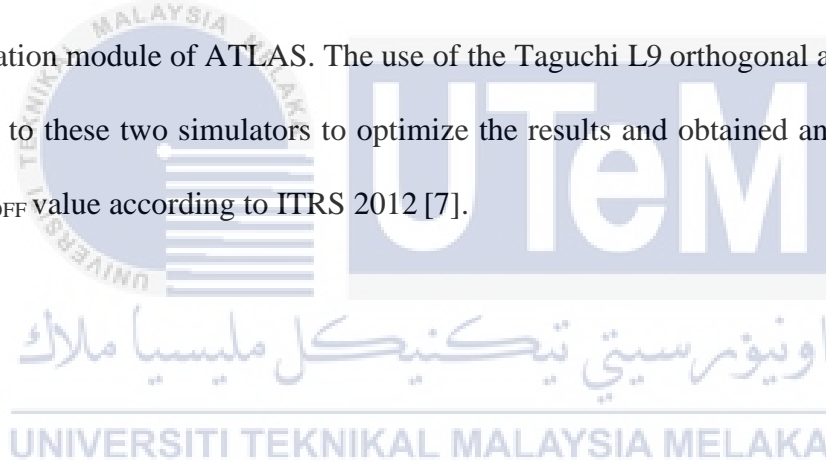 ation module of ATLAS. The use of the Taguchi L9 orthogonal a
to these two simulators to optimize the results and obtained an
OFF value according to ITRS 2012 [7].
UTeM
اونيۏرسيتي تيكنيكل مليسيا ملاك
UNIVERSITI TEKNIKAL MALAYSIA MELAKA